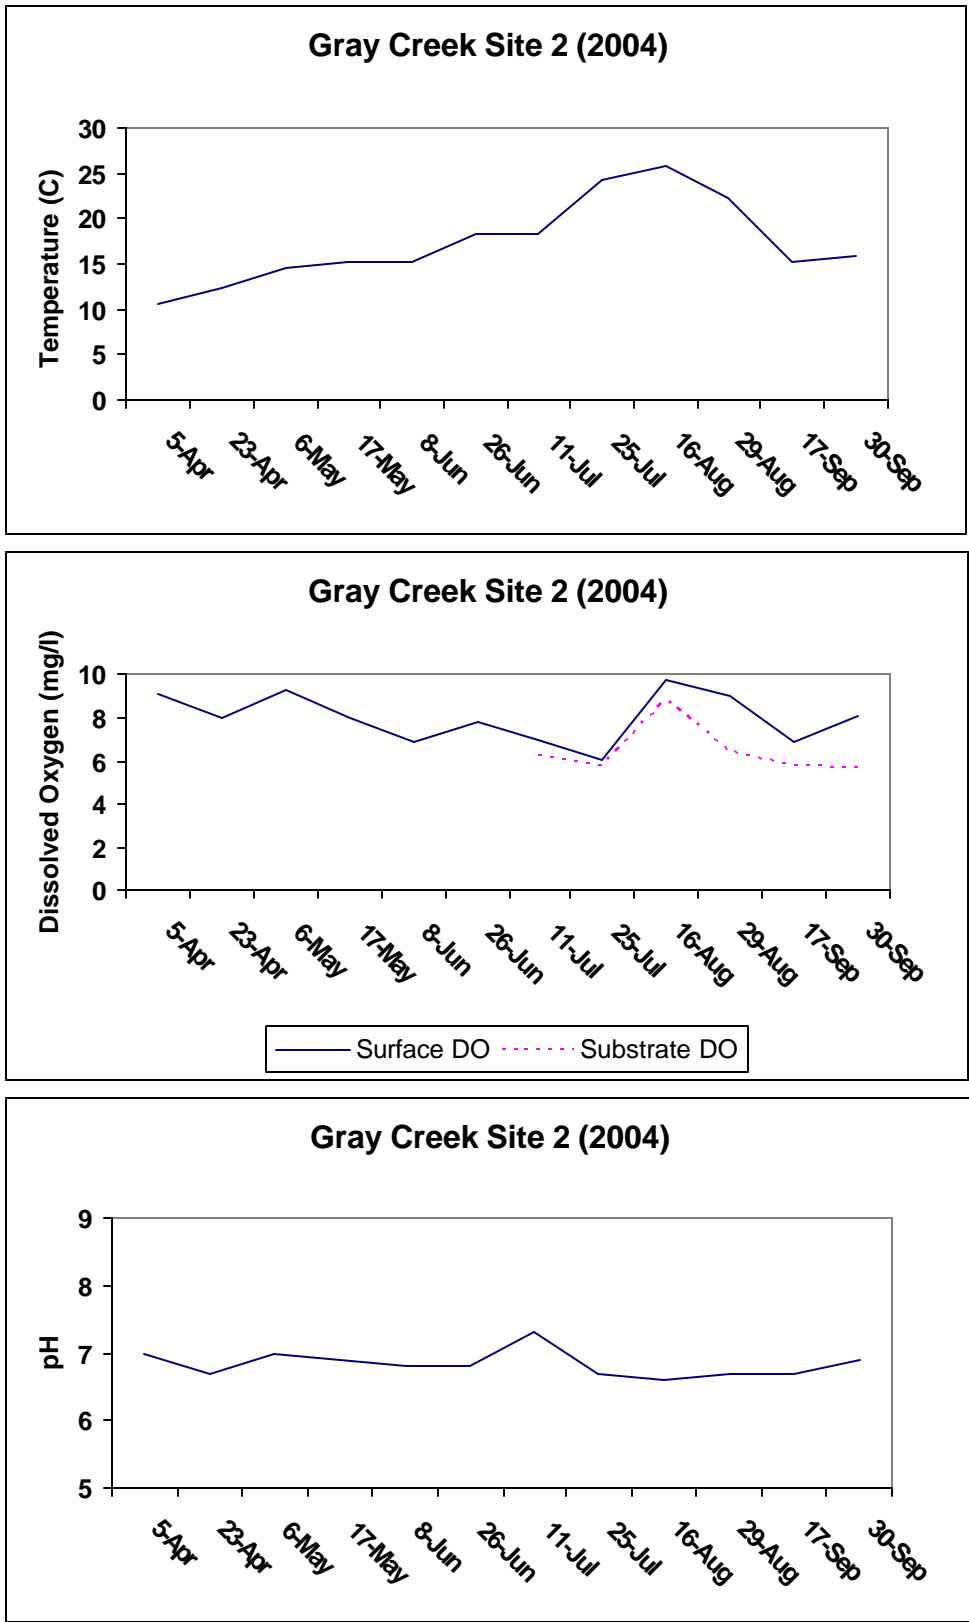 Gray Creek Site 2 (2004)
Temperature (C)
30
25
20
15
10
5
0
5-Apr
23-Apr
6-May
17-May
8-Jun
26-Jun
11-Jul
25-Jul
16-Aug
29-Aug
17-Sep
30-Sep
Gray Creek Site 2 (2004)
Dissolved Oxygen (mg/l)
10
8
6
4
2
0
5-Apr
23-Apr
6-May
17-May
8-Jun
26-Jun
11-Jul
25-Jul
16-Aug
29-Aug
17-Sep
30-Sep
Surface DO Substrate DO
Gray Creek Site 2 (2004)
pH
9
8
7
6
5
5-Apr
23-Apr
6-May
17-May
8-Jun
26-Jun
11-Jul
25-Jul
16-Aug
29-Aug
17-Sep
30-Sep